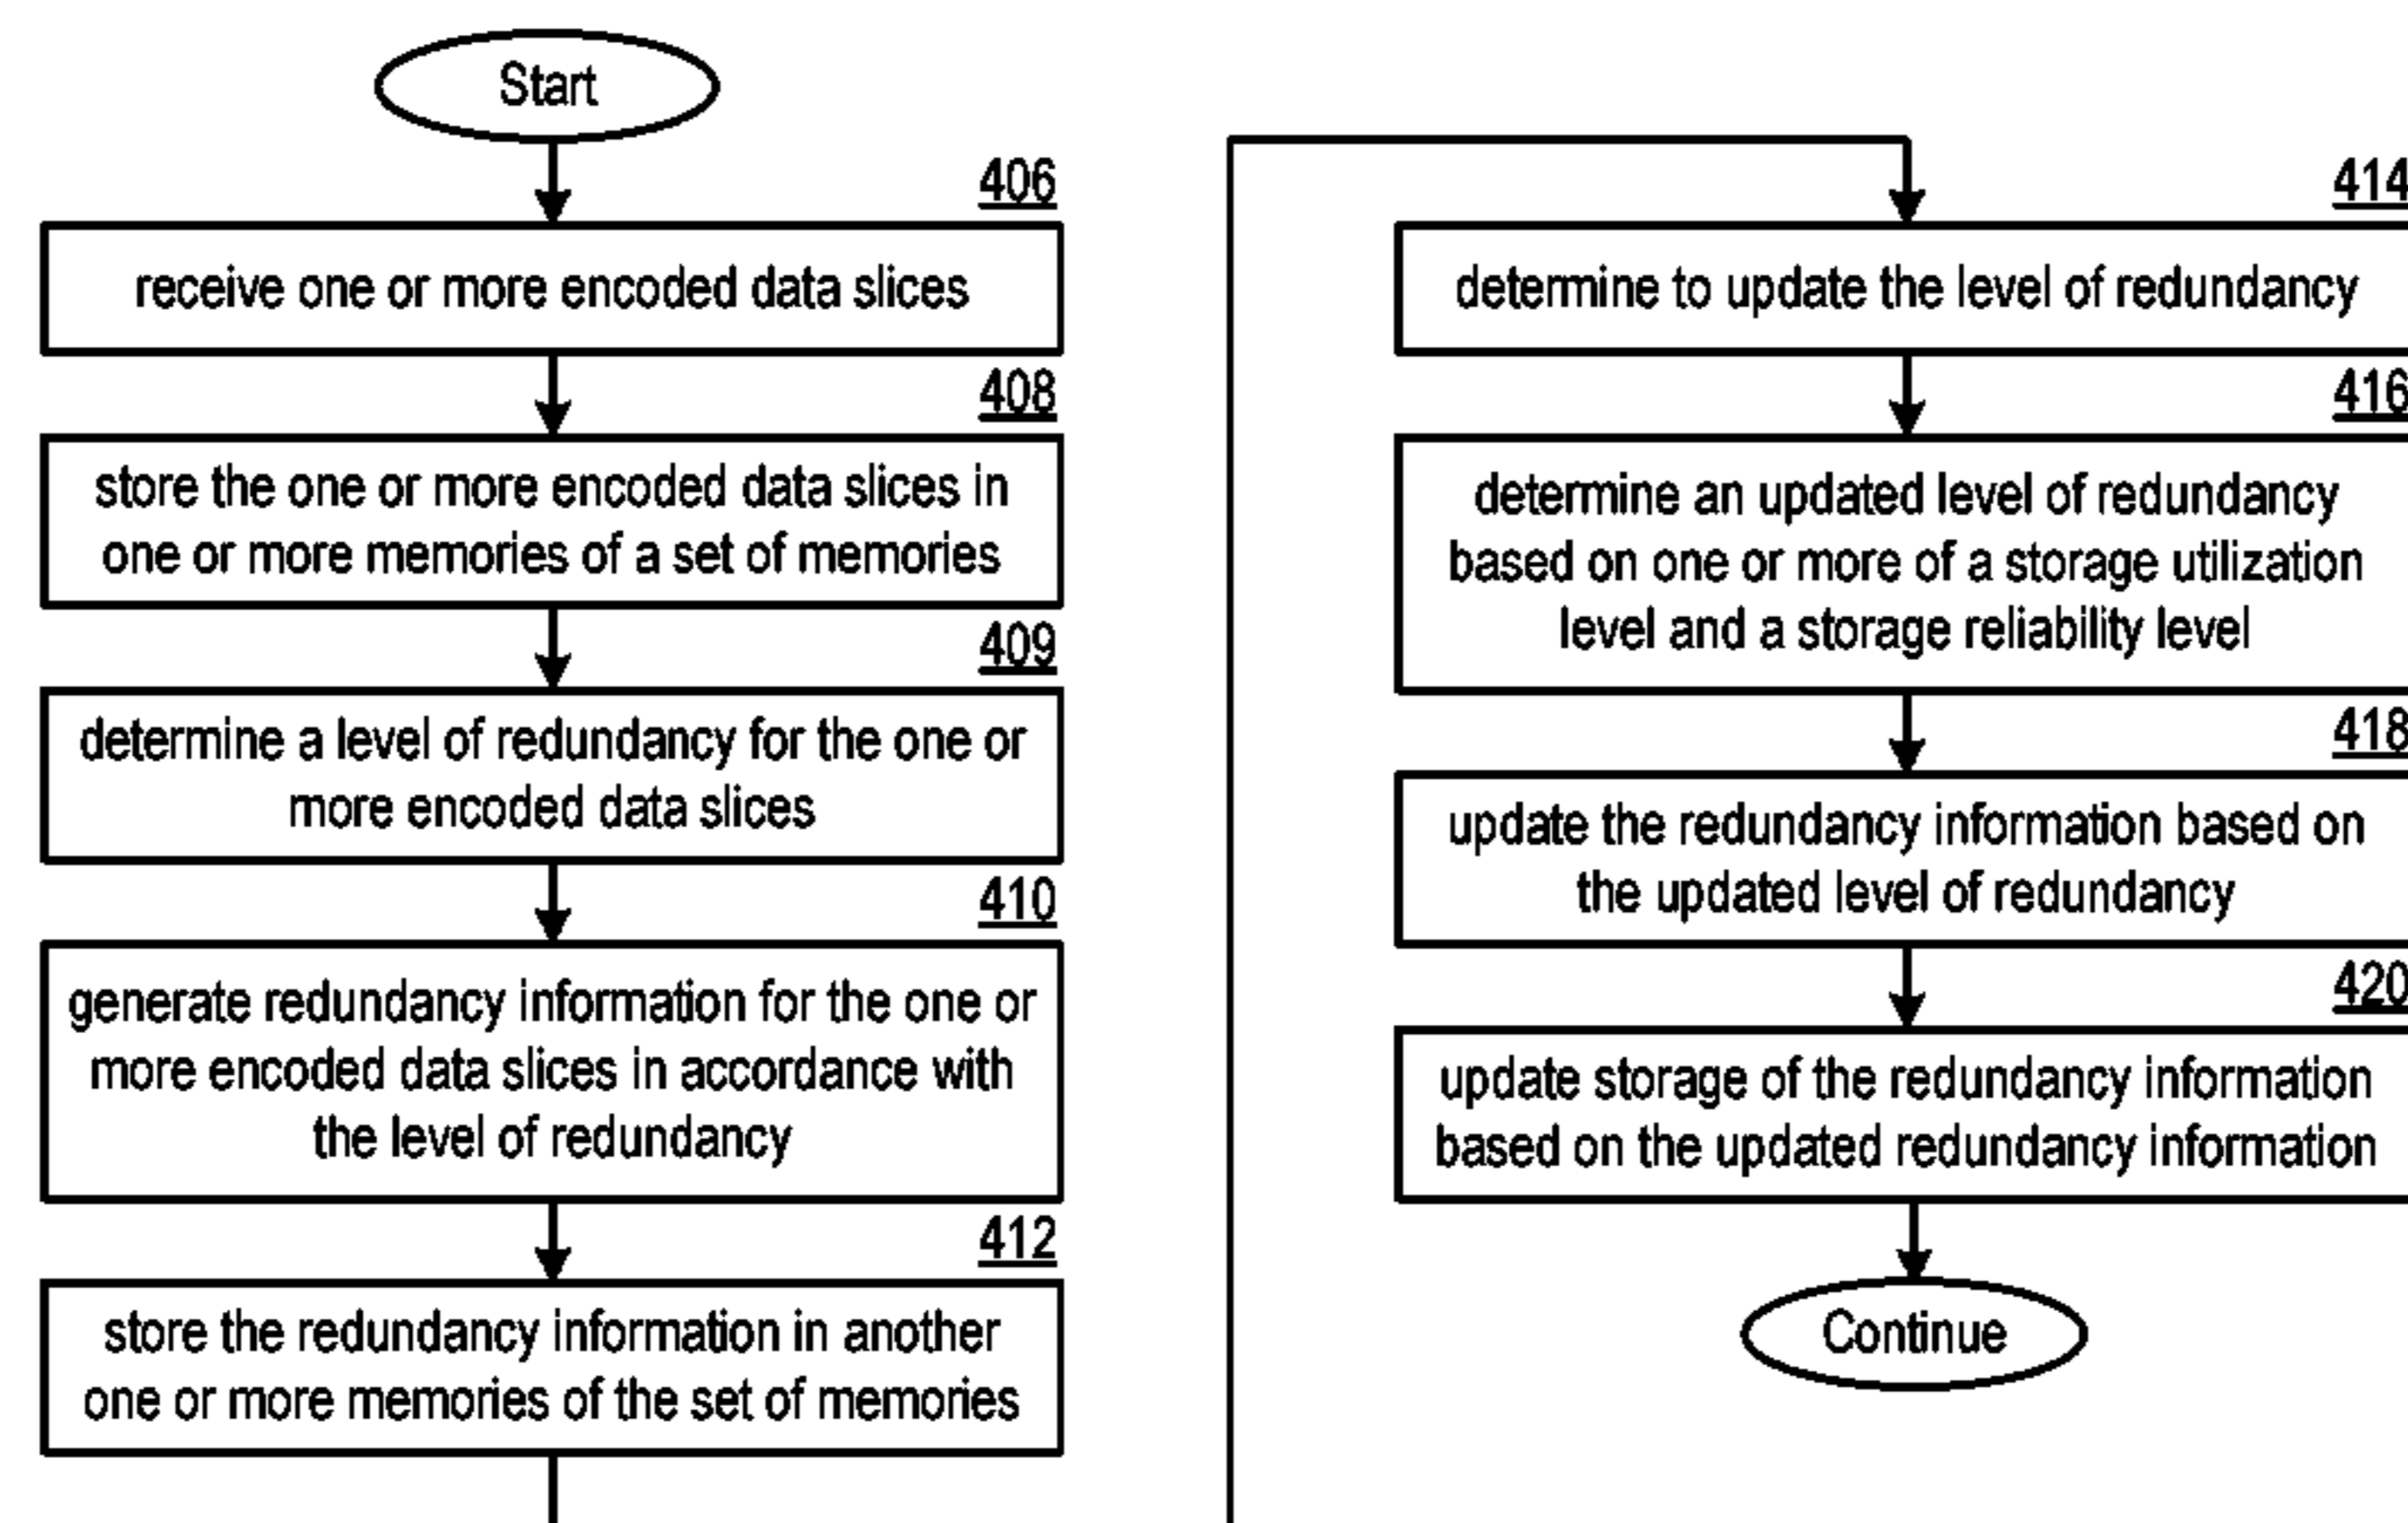 Start
406
receive one or more encoded data slices
408
store the one or more encoded data slices in
one or more memories of a set of memories
409
determine a level of redundancy for the one or
more encoded data slices
410
generate redundancy information for the one or
more encoded data slices in accordance with
the level of redundancy
412
store the redundancy information in another
one or more memories of the set of memories
414
determine to update the level of redundancy
416
determine an updated level of redundancy
based on one or more of a storage utilization
level and a storage reliability level
418
update the redundancy information based on
the updated level of redundancy
420
update storage of the redundancy information
based on the updated redundancy information
Continue